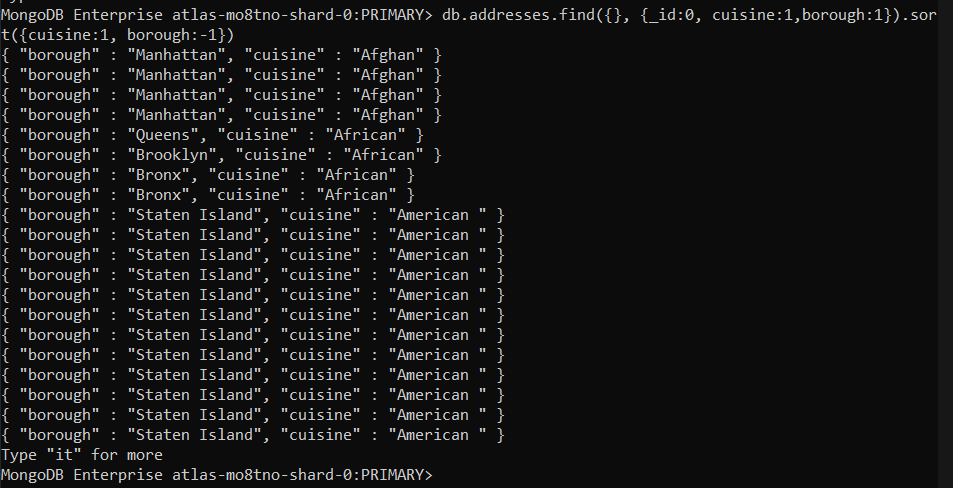 MongoDB Enterprise atlas-mo8tno-shard-0:PRIMARY> db.addresses.find({}, {_id:0, cuisine:1,borough:1}).sor
t({cuisine:1, borough:-1})
{ "borough" : "Manhattan", "cuisine" : "Afghan" }
{ "borough" : "Manhattan", "cuisine" : "Afghan" }
{ "borough" : "Manhattan", "cuisine" : "Afghan" }
{ "borough" : "Manhattan", "cuisine" : "Afghan" }
{ "borough" : "Queens", "cuisine" : "African" }
{ "borough" : "Brooklyn", "cuisine" : "African" }
{ "borough" : "Bronx", "cuisine" : "African" }
{ "borough" : "Bronx", "cuisine" : "African" }
{ "borough" : "Staten Island", "cuisine" : "American " }
{ "borough" : "Staten Island", "cuisine" : "American " }
{ "borough" : "Staten Island", "cuisine" : "American " }
{ "borough" : "Staten Island", "cuisine" : "American " }
{ "borough" : "Staten Island", "cuisine" : "American " }
{ "borough" : "Staten Island", "cuisine" : "American " }
{ "borough" : "Staten Island", "cuisine" : "American " }
{ "borough" : "Staten Island", "cuisine" : "American " }
{ "borough" : "Staten Island", "cuisine" : "American " }
{ "borough" : "Staten Island", "cuisine" : "American " }
{ "borough" : "Staten Island", "cuisine" : "American " }
{ "borough" : "Staten Island", "cuisine" : "American " }
Type "it" for more
MongoDB Enterprise atlas-mo8tno-shard-0:PRIMARY>